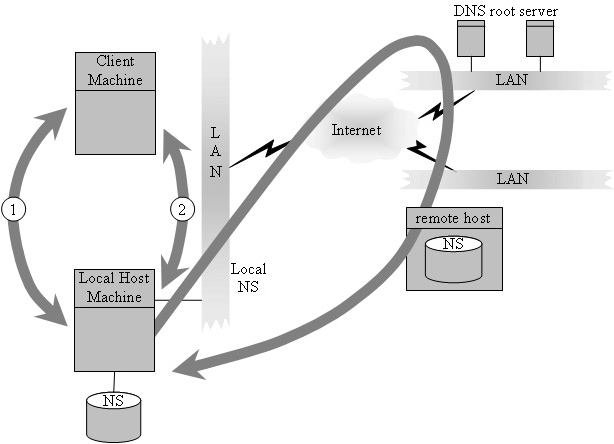 DNS root server
Client
Machine
LAN
LAN
Internet
LAN
1
2
remote host
NS
Local Host
Machine
Local
NS
NS